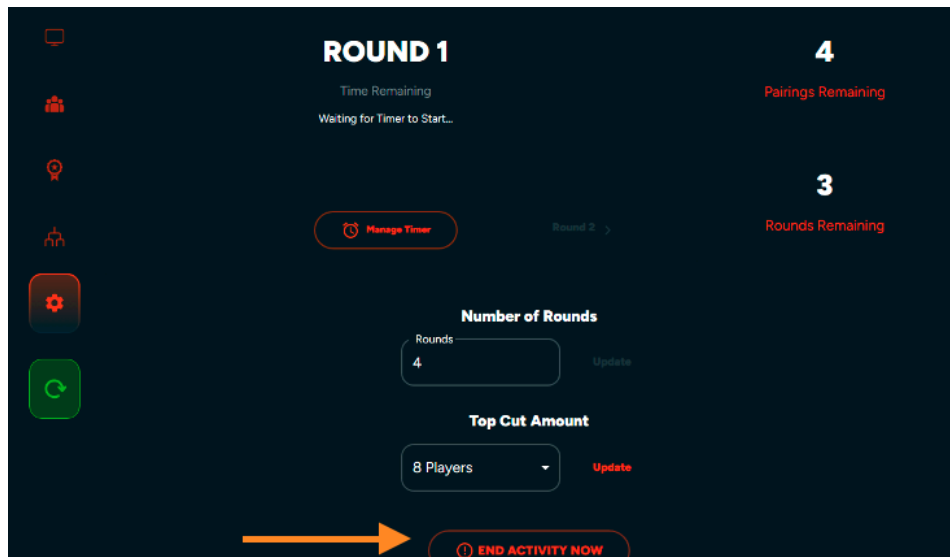 ROUND 1
Time Remaining
Waiting for Timer to Start...
4
Pairings Remaining
3
Rounds Remaining
Manage Timer
Round 2
Number of Rounds
Rounds
4
Update
Top Cut Amount
8 Players
Update
END ACTIVITY NOW